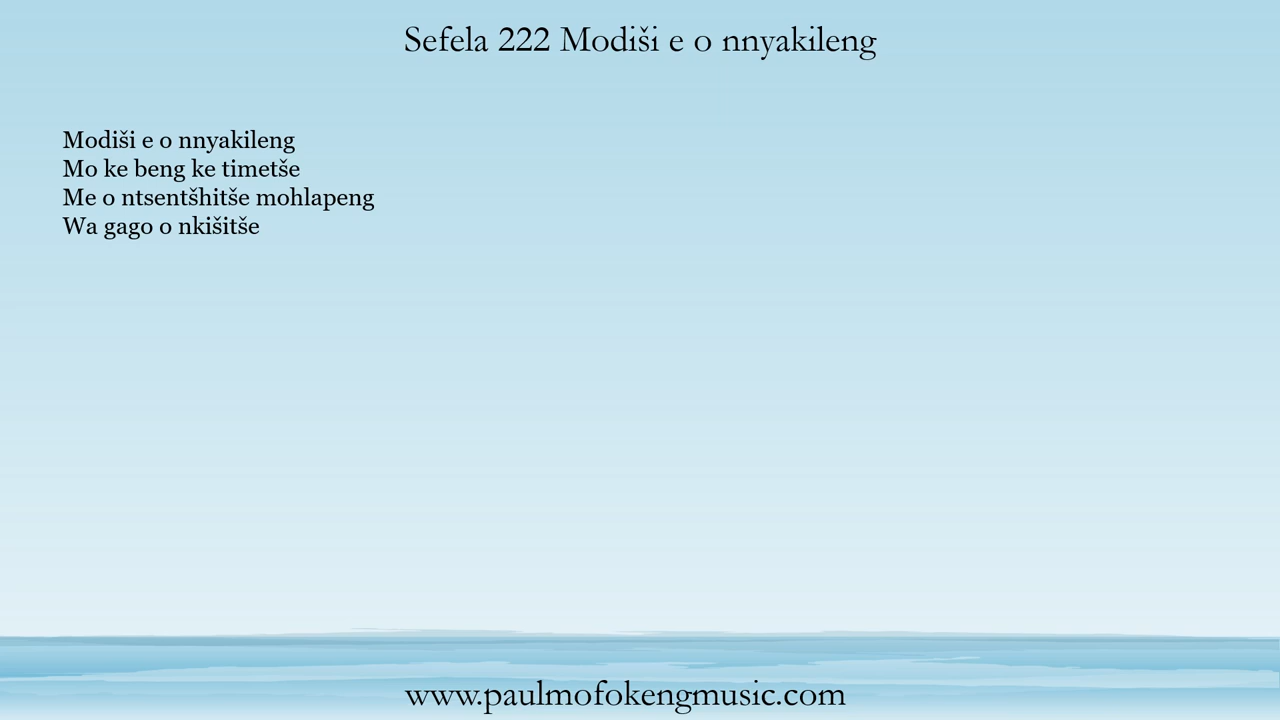 Sefela 222 Modiši e o nnyakileng
Modiši e o nnyakileng
Mo ke beng ke timetše
Me o ntsentšhitše mohlapeng
Wa gago o nkišitše
www.paulmofokengmusic.com